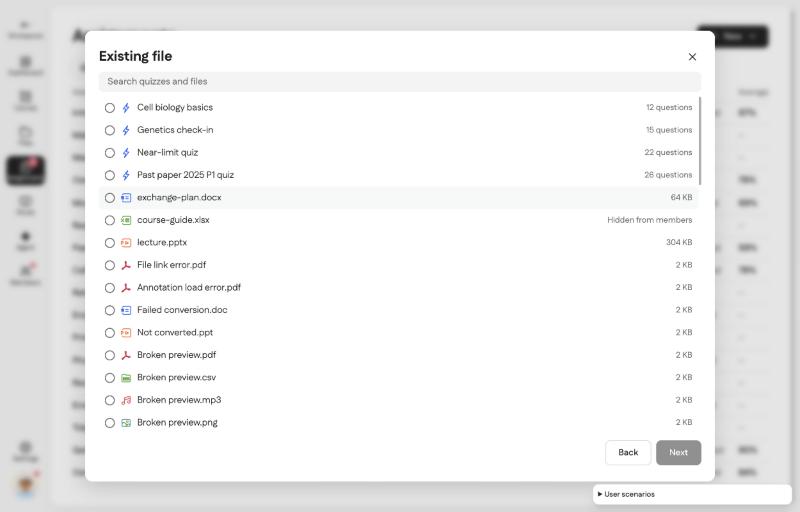 Existing file
Search quizzes and files
Cell biology basics 12 questions
Genetics check-in 15 questions
Near-limit quiz 22 questions
Past paper 2025 P1 quiz 26 questions
exchange-plan.docx 64 KB
course-guide.xlsx Hidden from members
lecture.pptx 304 KB
File link error.pdf 2 KB
Annotation load error.pdf 2 KB
Failed conversion.doc 2 KB
Not converted.ppt 2 KB
Broken preview.pdf 2 KB
Broken preview.csv 2 KB
Broken preview.mp3 2 KB
Broken preview.png 2 KB
Back Next
User scenarios